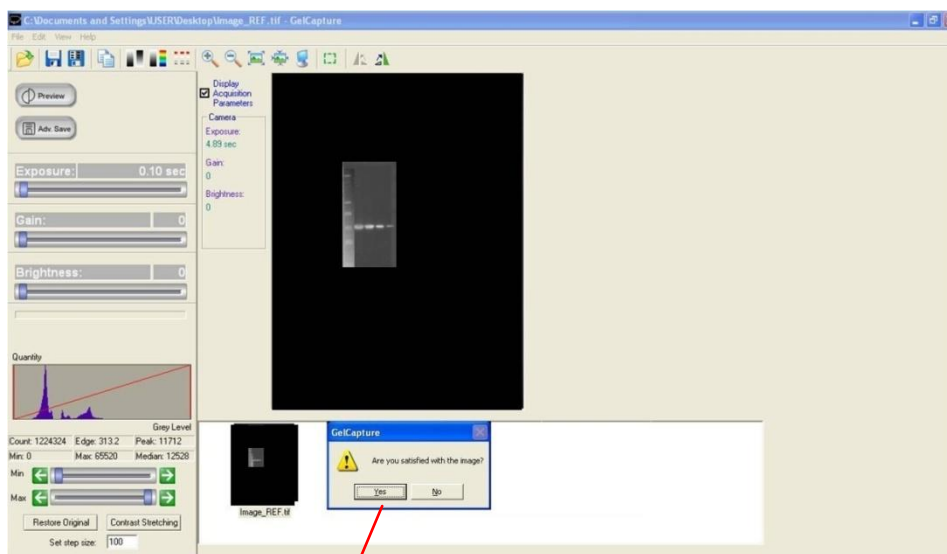 C:\Documents and Settings\USER\Desktop\Image_REF.tif - GelCapture
File Edit View Help
Preview
Adv. Save
Display
Acquisition
Parameters
Camera
Exposure:
4.89 sec
Gain:
0
Brightness:
0
Exposure: 0.10 sec
Gain: 0
Brightness: 0
Quantity
Grey Level
Count: 1224324 Edge: 313.2 Peak: 11712
Min: 0 Max: 65520 Median: 12528
Min
Max
Restore Original Contrast Stretching
Set step size: 100
Image_REF.tif
GelCapture
Are you satisfied with the image?
Yes No